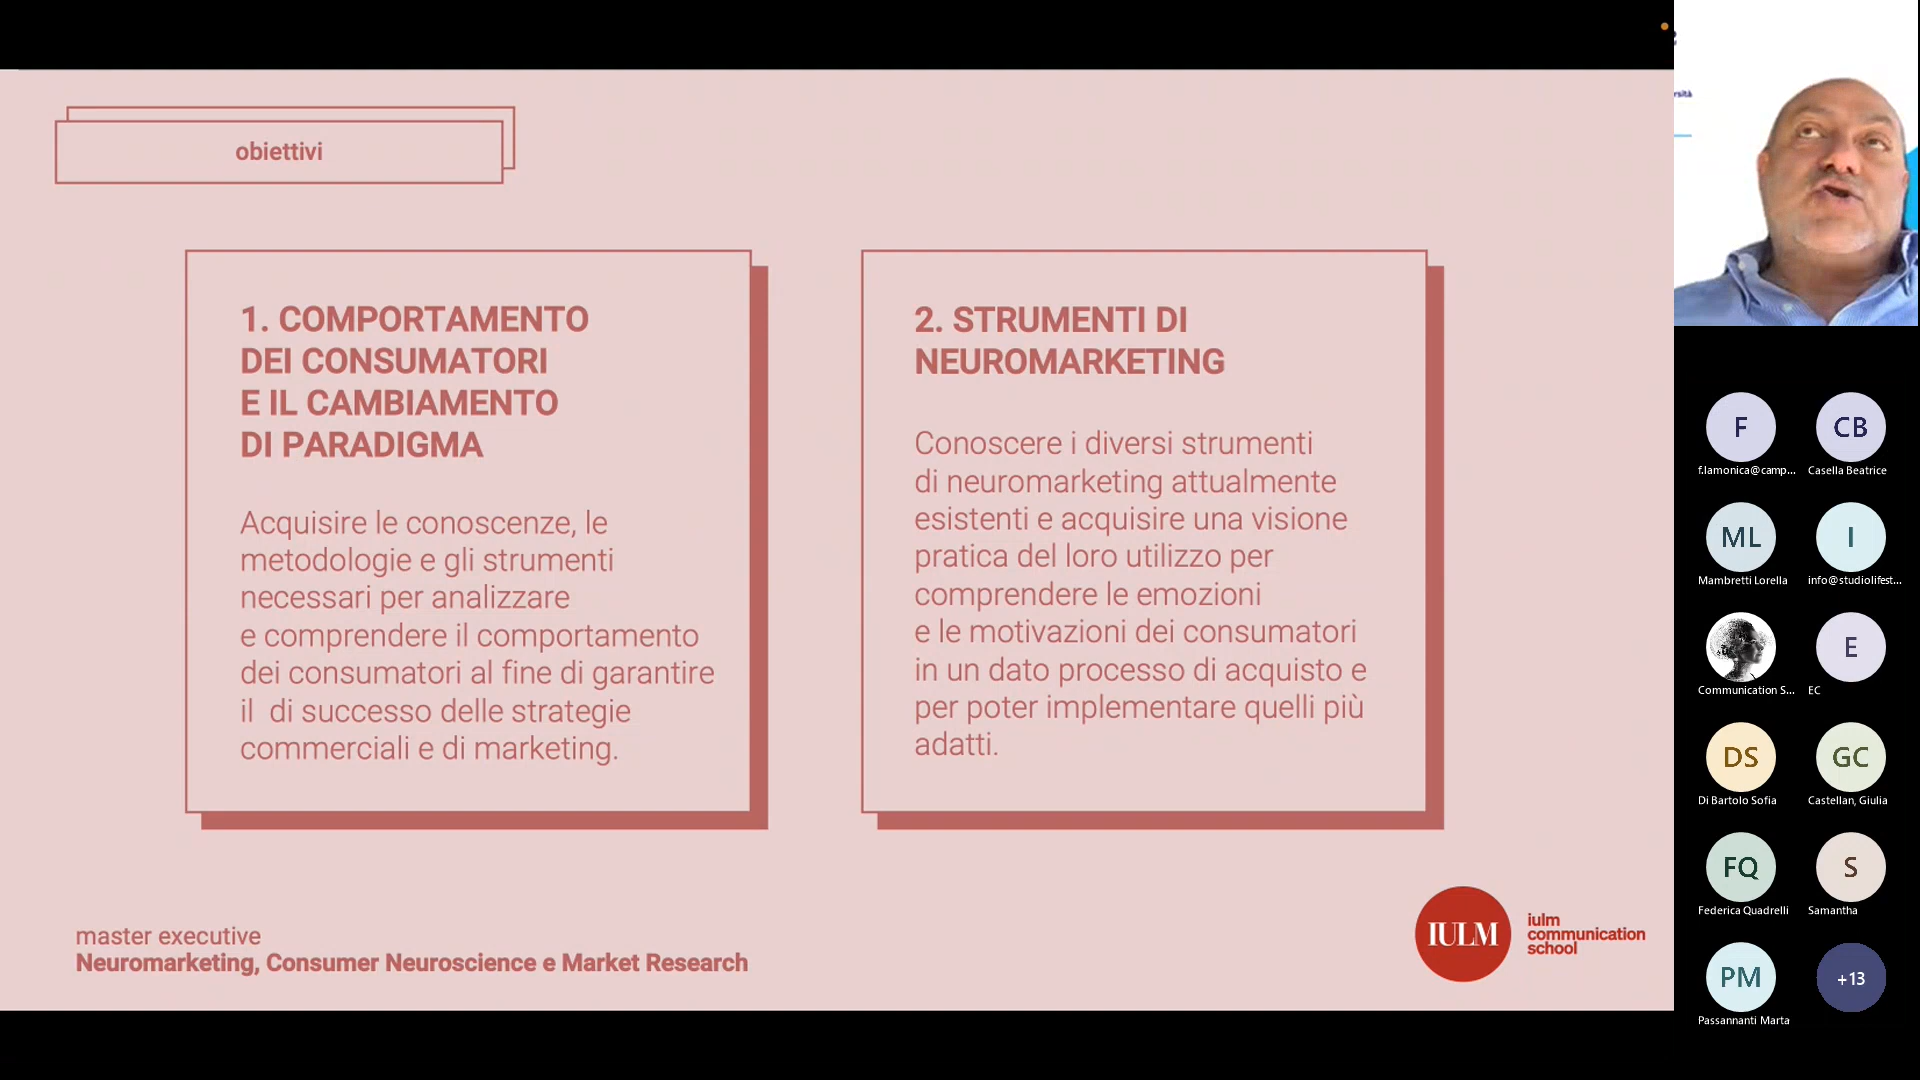 obiettivi
1. COMPORTAMENTO
DEI CONSUMATORI
E IL CAMBIAMENTO
DI PARADIGMA
Acquisire le conoscenze, le
metodologie e gli strumenti
necessari per analizzare
e comprendere il comportamento
dei consumatori al fine di garantire
il  di successo delle strategie
commerciali e di marketing.
2. STRUMENTI DI
NEUROMARKETING
Conoscere i diversi strumenti
di neuromarketing attualmente
esistenti e acquisire una visione
pratica del loro utilizzo per
comprendere le emozioni
e le motivazioni dei consumatori
in un dato processo di acquisto e
per poter implementare quelli più
adatti.
master executive
Neuromarketing, Consumer Neuroscience e Market Research
IULM
iulm
communication
school
rsità
F
f.lamonica@camp...
CB
Casella Beatrice
ML
Mambretti Lorella
I
info@studiolifest...
Communication S...
E
EC
DS
Di Bartolo Sofia
GC
Castellan, Giulia
FQ
Federica Quadrelli
S
Samantha
PM
Passannanti Marta
+13